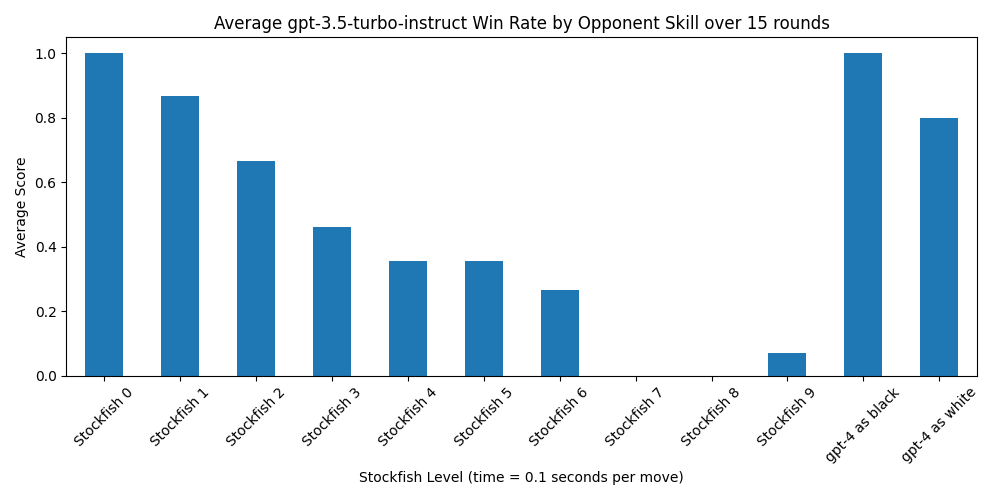 Average gpt-3.5-turbo-instruct Win Rate by Opponent Skill over 15 rounds
Average Score
1.0
0.8
0.6
0.4
0.2
0.0
Stockfish 0
Stockfish 1
Stockfish 2
Stockfish 3
Stockfish 4
Stockfish 5
Stockfish 6
Stockfish 7
Stockfish 8
Stockfish 9
gpt-4 as black
gpt-4 as white
Stockfish Level (time = 0.1 seconds per move)